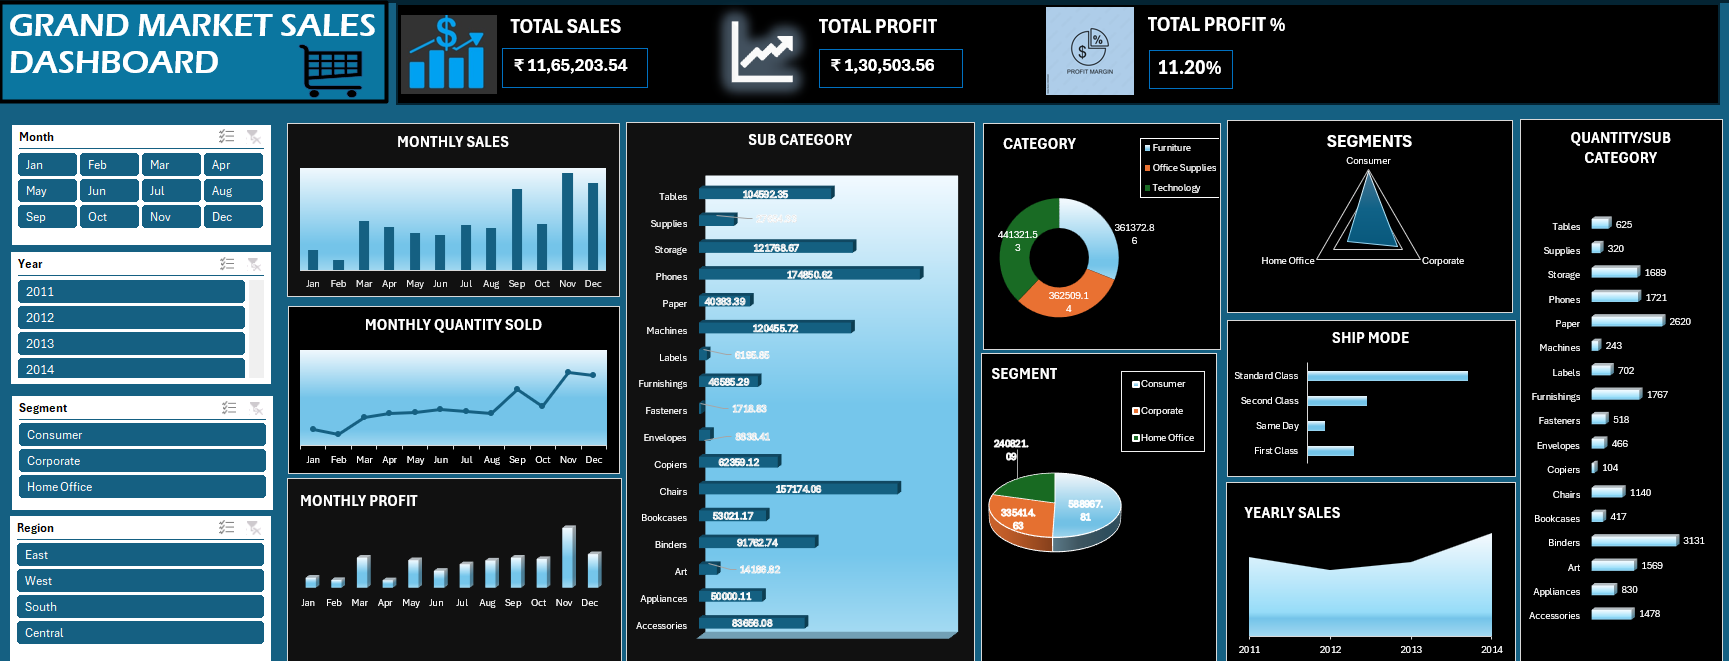 GRAND MARKET SALES
DASHBOARD
TOTAL SALES
₹ 11,65,203.54
TOTAL PROFIT
₹ 1,30,503.56
PROFIT MARGIN
TOTAL PROFIT %
11.20%
Month
Jan Feb Mar Apr
May Jun Jul Aug
Sep Oct Nov Dec
Year
2011
2012
2013
2014
Segment
Consumer
Corporate
Home Office
Region
East
West
South
Central
MONTHLY SALES
Jan Feb Mar Apr May Jun Jul Aug Sep Oct Nov Dec
MONTHLY QUANTITY SOLD
Jan Feb Mar Apr May Jun Jul Aug Sep Oct Nov Dec
MONTHLY PROFIT
Jan Feb Mar Apr May Jun Jul Aug Sep Oct Nov Dec
SUB CATEGORY
Tables 104592.35
Supplies
Storage 121768.67
Phones 174850.62
Paper 40383.39
Machines 120455.72
Labels 6195.85
Furnishings 46585.29
Fasteners 1718.83
Envelopes 8838.41
Copiers 62359.12
Chairs 157174.06
Bookcases 53021.17
Binders 91762.74
Art 14186.82
Appliances 50000.11
Accessories 83656.08
CATEGORY
Furniture
Office Supplies
Technology
441321.5
3
361372.8
6
362509.1
4
SEGMENT
Consumer
Corporate
Home Office
240821.
09
335414.
63
588967.
81
SEGMENTS
Consumer
Home Office
Corporate
SHIP MODE
Standard Class
Second Class
Same Day
First Class
YEARLY SALES
2011 2012 2013 2014
QUANTITY/SUB
CATEGORY
Tables 625
Supplies 320
Storage 1689
Phones 1721
Paper 2620
Machines 243
Labels 702
Furnishings 1767
Fasteners 518
Envelopes 466
Copiers 104
Chairs 1140
Bookcases 417
Binders 3131
Art 1569
Appliances 830
Accessories 1478